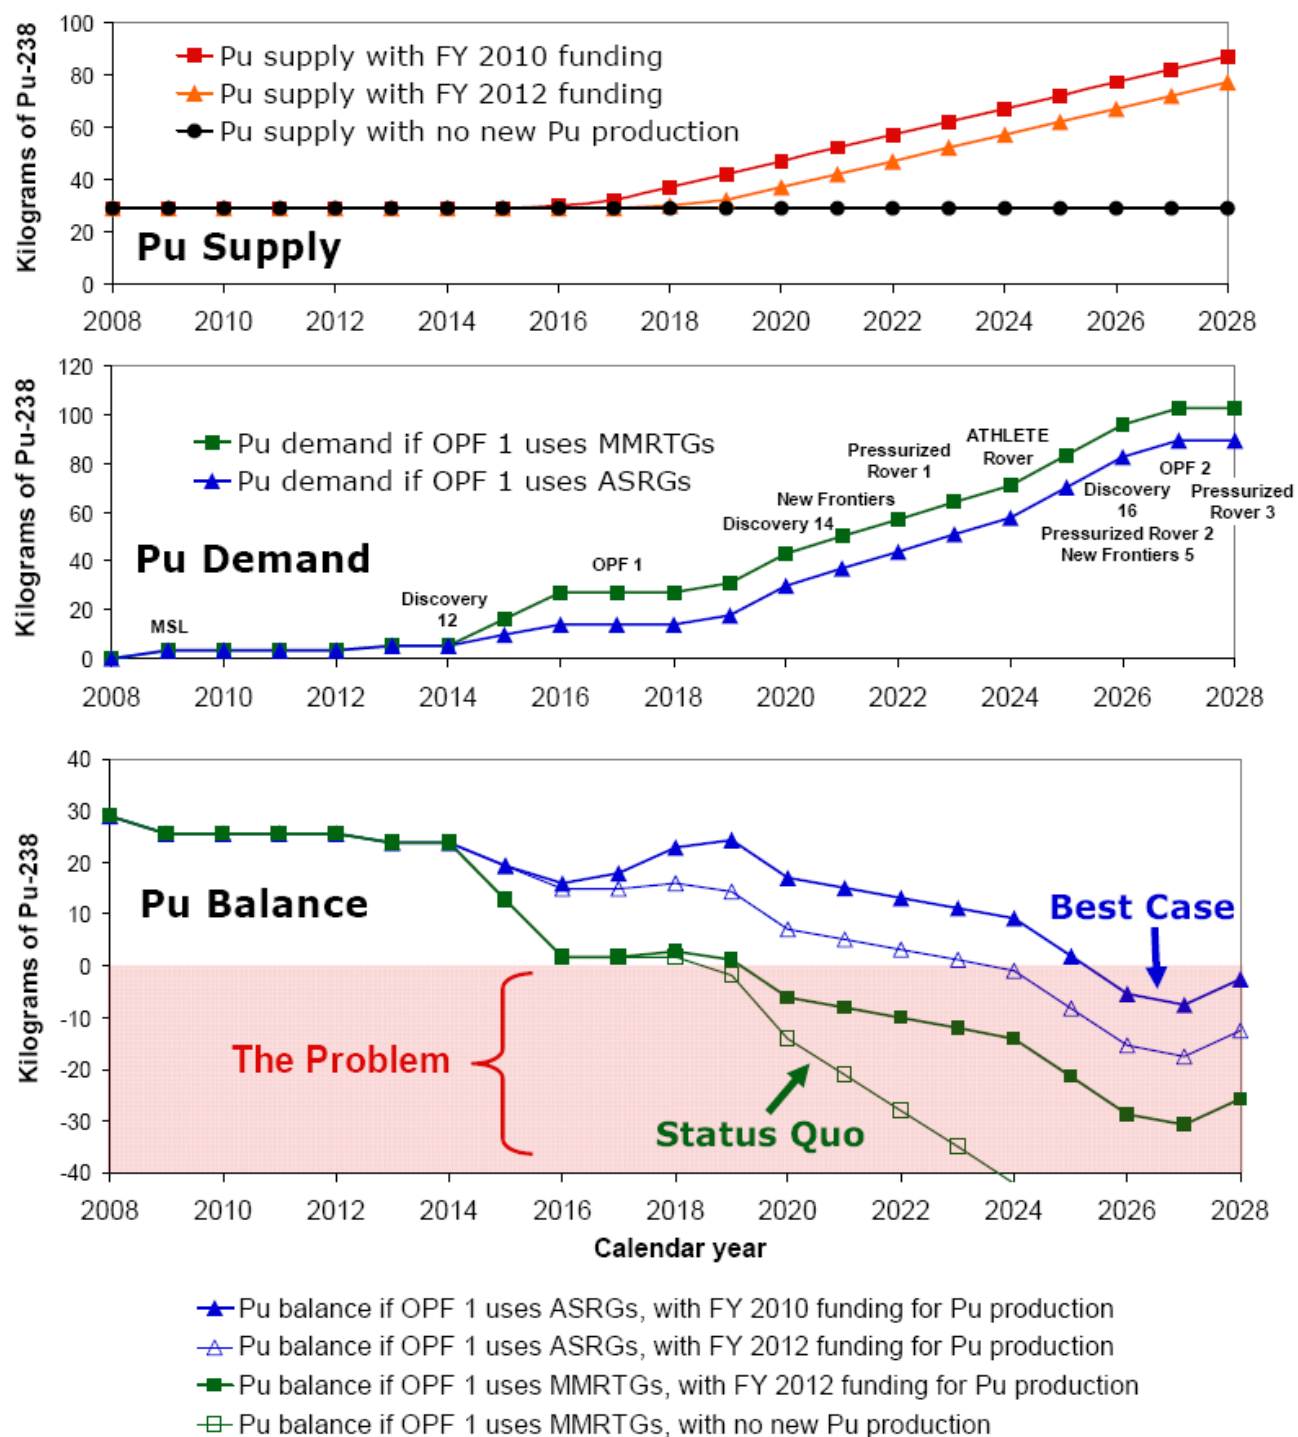 Kilograms of Pu-238
100
80
60
40
20
0
Pu supply with FY 2010 funding
Pu supply with FY 2012 funding
Pu supply with no new Pu production
Pu Supply
2008 2010 2012 2014 2016 2018 2020 2022 2024 2026 2028
Kilograms of Pu-238
120
100
80
60
40
20
0
Pu demand if OPF 1 uses MMRTGs
Pu demand if OPF 1 uses ASRGs
Pu Demand
MSL
Discovery
12
OPF 1
Discovery 14
New Frontiers
Pressurized
Rover 1
ATHLETE
Rover
Pressurized Rover 2
New Frontiers 5
Discovery
16
OPF 2
Pressurized
Rover 3
2008 2010 2012 2014 2016 2018 2020 2022 2024 2026 2028
Kilograms of Pu-238
40
30
20
10
0
-10
-20
-30
-40
Pu Balance
Best Case
The Problem
Status Quo
2008 2010 2012 2014 2016 2018 2020 2022 2024 2026 2028
Calendar year
Pu balance if OPF 1 uses ASRGs, with FY 2010 funding for Pu production
Pu balance if OPF 1 uses ASRGs, with FY 2012 funding for Pu production
Pu balance if OPF 1 uses MMRTGs, with FY 2012 funding for Pu production
Pu balance if OPF 1 uses MMRTGs, with no new Pu production